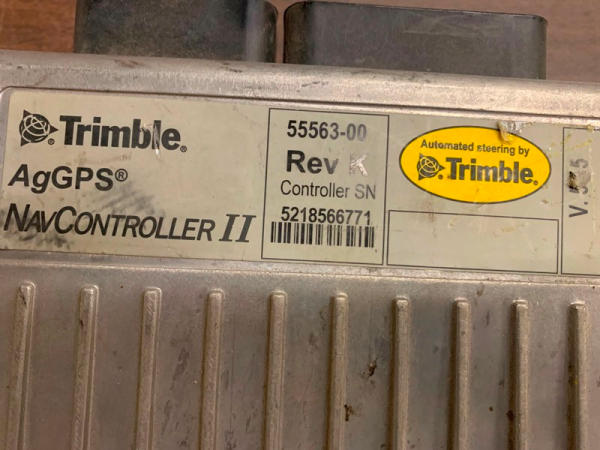 Trimble®
AgGPS®
NAVCONTROLLER II
55563-00
Rev K
Controller SN
5218566771
Automated steering by
Trimble®